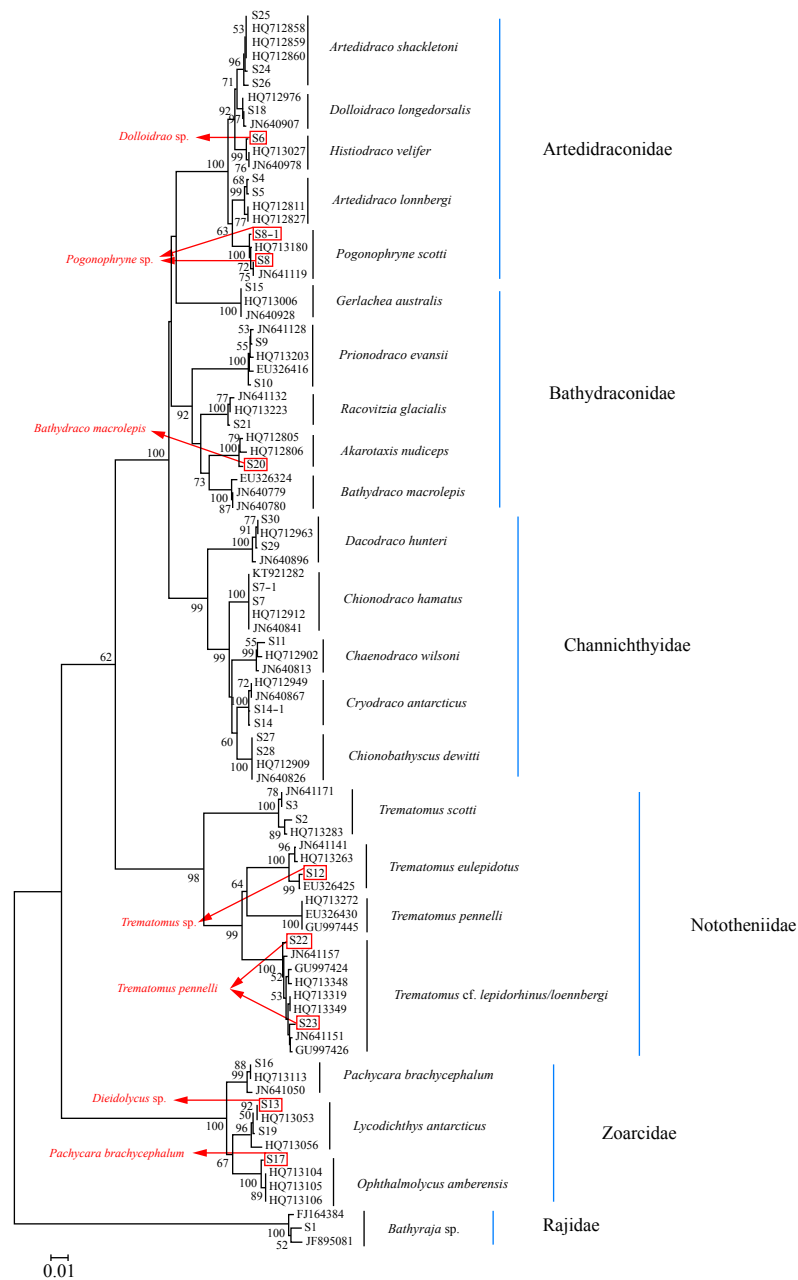 S25
53
HQ712858
HQ712859
Artedidraco shackletoni
HQ712860
96
S24
71
S26
HQ712976
Dolloidraco longedorsalis
92
S18
97
JN640907
Dolloidrao sp.
S6
Artedidraconidae
HQ713027
Histiodraco velifer
99
100
JN640978
76
68
S4
99
S5
Artedidraco lonnbergi
HQ712811
77
HQ712827
63
S8-1
HQ713180
Pogonophryne scotti
100
Pogonophryne sp.
S8
72
75
JN641119
S15
HQ713006
Gerlachea australis
100
JN640928
53
JN641128
55
S9
HQ713203
Prionodraco evansii
100
EU326416
S10
Bathydraconidae
77
JN641132
100
HQ713223
Racovitzia glacialis
92
S21
Bathydraco macrolepis
79
HQ712805
100
HQ712806
Akarotaxis nudiceps
100
S20
73
EU326324
100
JN640779
Bathydraco macrolepis
87
JN640780
77
S30
91
HQ712963
Dacodraco hunteri
100
S29
JN640896
KT921282
100
S7-1
S7
Chionodraco hamatus
99
HQ712912
JN640841
Channichthyidae
55
S11
99
99
HQ712902
Chaenodraco wilsoni
62
JN640813
72
HQ712949
100
JN640867
Cryodraco antarcticus
S14-1
S14
60
S27
S28
Chionobathyscus dewitti
100
HQ712909
JN640826
78
JN641171
100
S3
Trematomus scotti
S2
89
HQ713283
96
JN641141
100
HQ713263
Trematomus eulepidotus
98
S12
64
99
EU326425
HQ713272
Trematomus sp.
EU326430
Trematomus pennelli
Nototheniidae
100
GU997445
99
S22
JN641157
100
GU997424
52
HQ713348
Trematomus pennelli
53
HQ713319
Trematomus cf. lepidorhinus/loennbergi
HQ713349
S23
JN641151
GU997426
88
S16
99
HQ713113
Pachycara brachycephalum
JN641050
Dieidolycus sp.
92
S13
100
50
HQ713053
Lycodichthys antarcticus
96
S19
Zoarcidae
HQ713056
Pachycara brachycephalum
67
S17
100
HQ713104
HQ713105
Ophthalmolycus amberensis
89
HQ713106
FJ164384
100
S1
Bathyraja sp.
Rajidae
52
JF895081
0.01